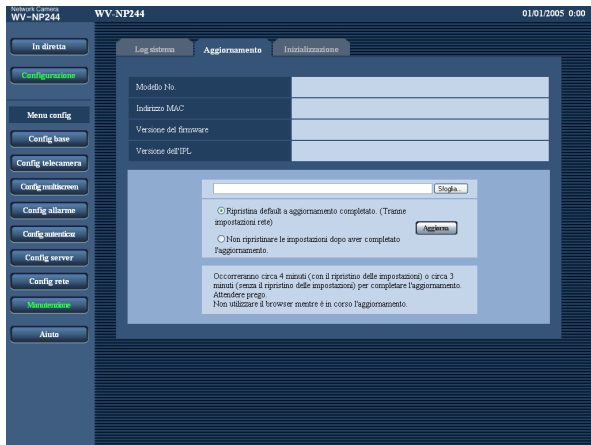 Network Camera
WV-NP244
WV-NP244
01/01/2005 0:00
In diretta
Configurazione
Menu config
Config base
Config telecamera
Config multiscreen
Config allarme
Config autenticaz
Config server
Config rete
Manutenzione
Aiuto
Log sistema
Aggiornamento
Inizializzazione
Modello No.
Indirizzo MAC
Versione del firmware
Versione dell'IPL
Sfoglia...
Ripristina default a aggiornamento completato. (Tranne
impostazioni rete)
Non ripristinare le impostazioni dopo aver completato
l'aggiornamento.
Aggiorna
Occorreranno circa 4 minuti (con il ripristino delle impostazioni) o circa 3
minuti (senza il ripristino delle impostazioni) per completare l'aggiornamento.
Attendere prego.
Non utilizzare il browser mentre è in corso l'aggiornamento.